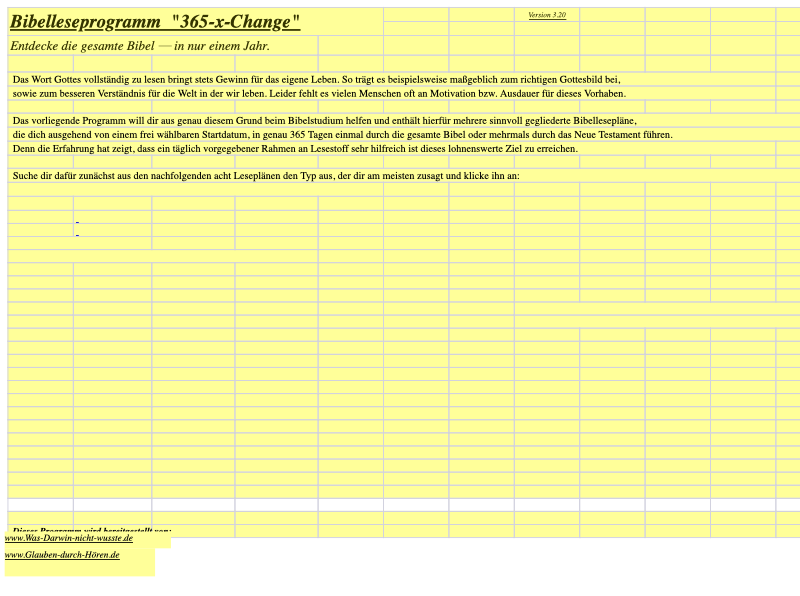 Bibelleseprogramm "365-x-Change"
Version 3.20
Entdecke die gesamte Bibel — in nur einem Jahr.
Das Wort Gottes vollständig zu lesen bringt stets Gewinn für das eigene Leben. So trägt es beispielsweise maßgeblich zum richtigen Gottesbild bei,
sowie zum besseren Verständnis für die Welt in der wir leben. Leider fehlt es vielen Menschen oft an Motivation bzw. Ausdauer für dieses Vorhaben.
Das vorliegende Programm will dir aus genau diesem Grund beim Bibelstudium helfen und enthält hierfür mehrere sinnvoll gegliederte Bibellesepläne,
die dich ausgehend von einem frei wählbaren Startdatum, in genau 365 Tagen einmal durch die gesamte Bibel oder mehrmals durch das Neue Testament führen.
Denn die Erfahrung hat gezeigt, dass ein täglich vorgegebener Rahmen an Lesestoff sehr hilfreich ist dieses lohnenswerte Ziel zu erreichen.
Suche dir dafür zunächst aus den nachfolgenden acht Leseplänen den Typ aus, der dir am meisten zusagt und klicke ihn an:
Dieses Programm wird bereitgestellt von:
www.Was-Darwin-nicht-wusste.de
www.Glauben-durch-Hören.de